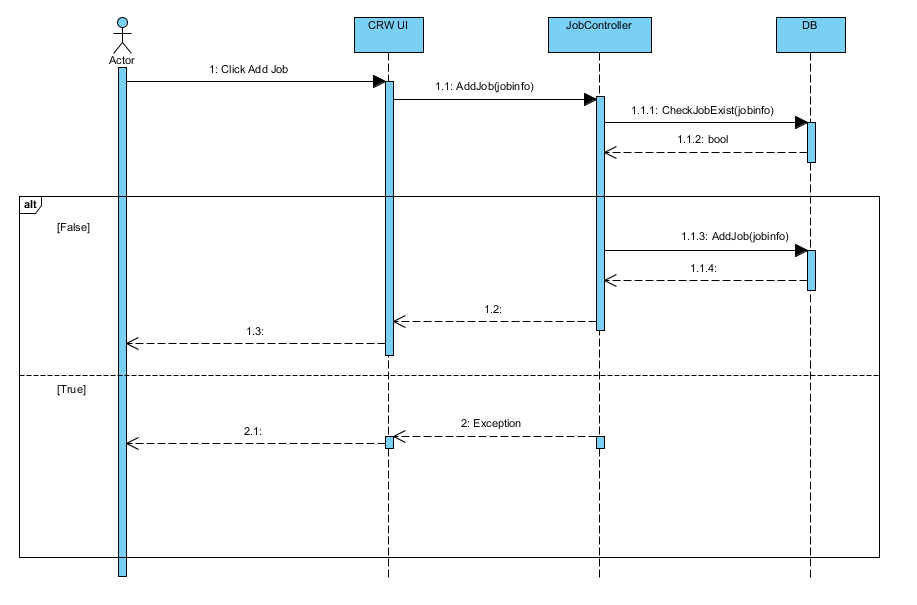 CRW UI
JobController
DB
Actor
1: Click Add Job
1.1: AddJob(jobinfo)
1.1.1: CheckJobExist(jobinfo)
1.1.2: bool
alt
[False]
1.1.3: AddJob(jobinfo)
1.1.4:
1.2:
1.3:
[True]
2: Exception
2.1: